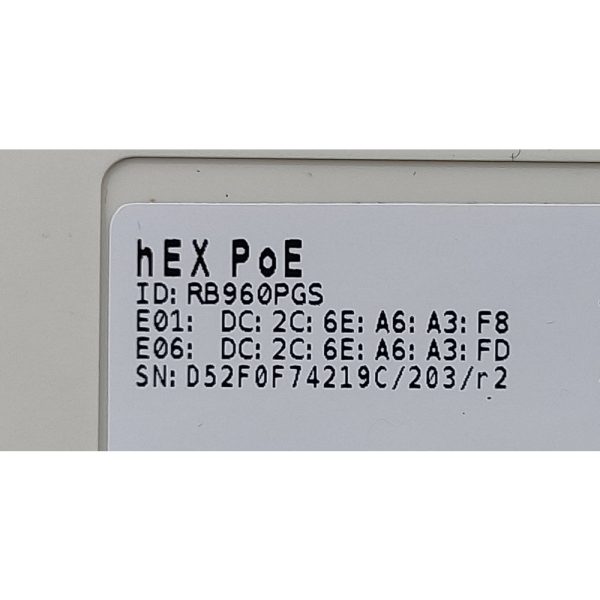 hEX PoE
ID: RB960PGS
E01: DC:2C:6E:A6:A3:F8
E06: DC:2C:6E:A6:A3:FD
SN: D52F0F74219C/203/r2